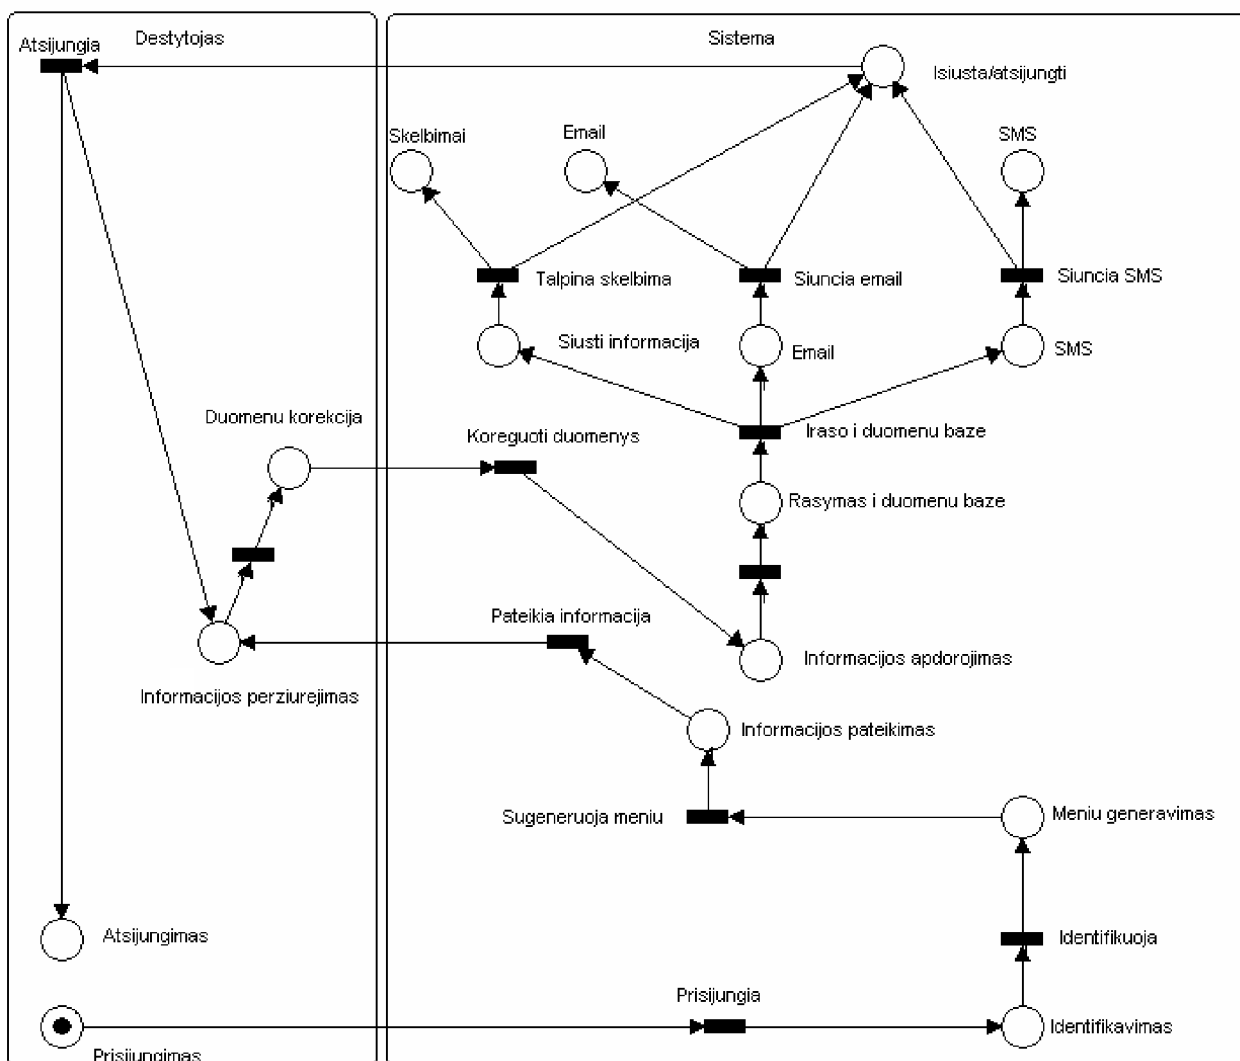 Destytojas
Sistema
Atsijungia
Isiusta/atsijungti
Skelbimai
Email
SMS
Talpina skelbima
Siuncia email
Siuncia SMS
Siusti informacija
Email
SMS
Duomenu korekcija
Koreguoti duomenys
Iraso i duomenu baze
Rasymas i duomenu baze
Pateikia informacija
Informacijos apdorojimas
Informacijos perziurejimas
Informacijos pateikimas
Sugeneruoja meniu
Meniu generavimas
Atsijungimas
Identifikuoja
Prisijungia
Identifikavimas
Prisijungimas